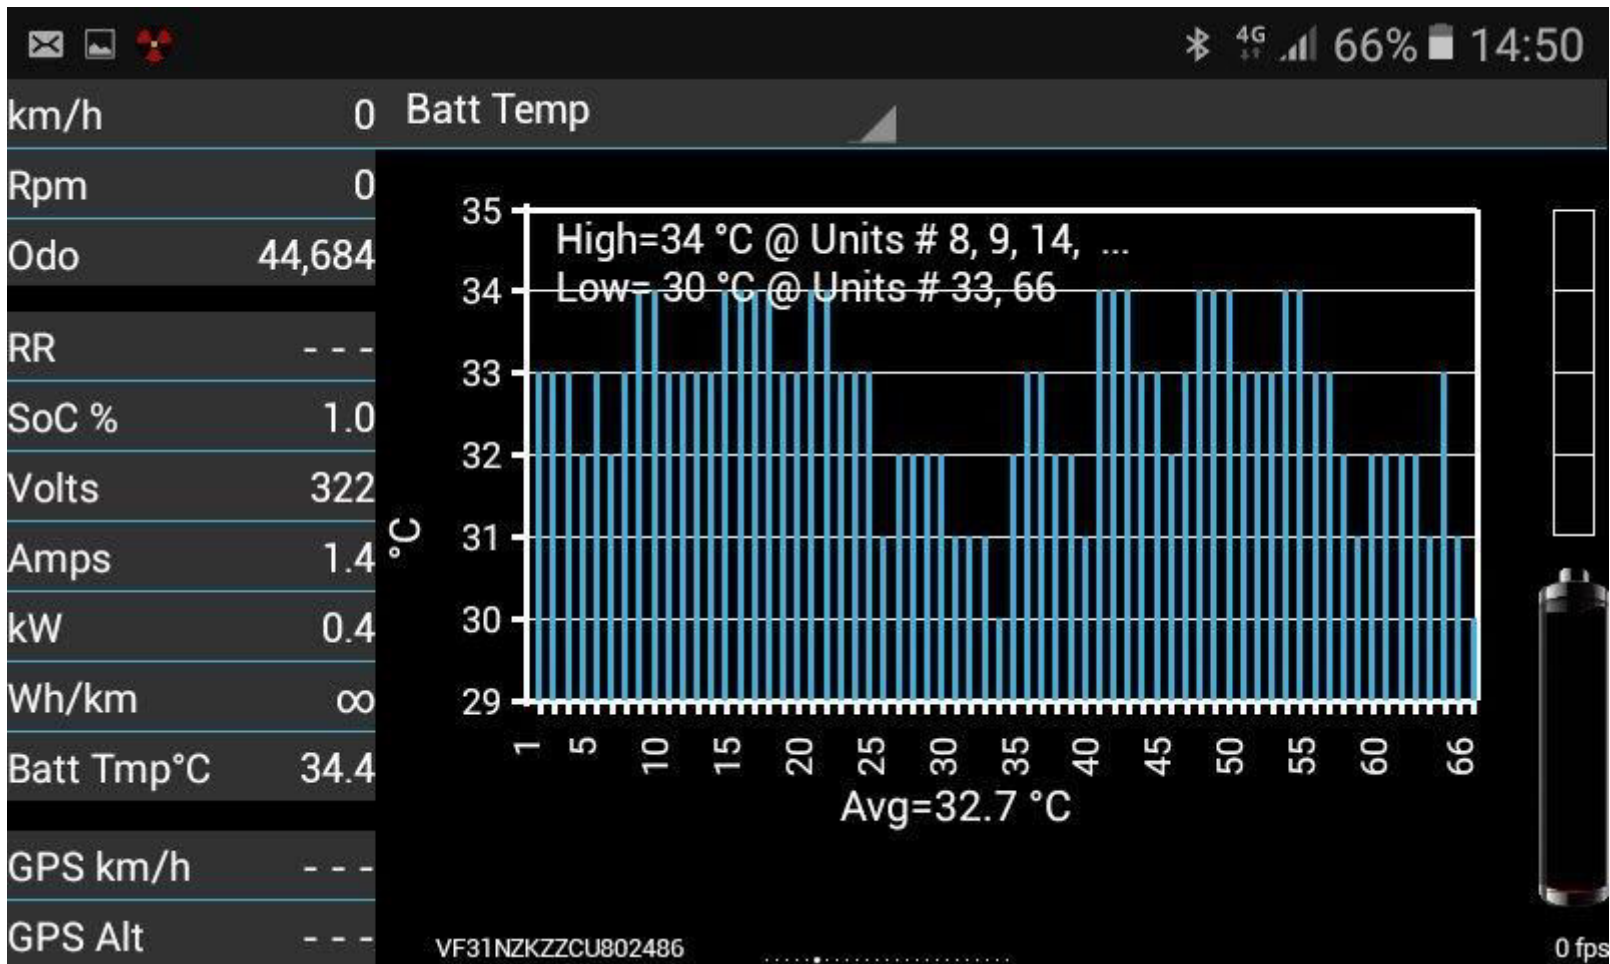 4G 66% 14:50
km/h 0
Rpm 0
Odo 44,684
RR - - -
SoC % 1.0
Volts 322
Amps 1.4
kW 0.4
Wh/km ∞
Batt Tmp°C 34.4
GPS km/h - - -
GPS Alt - - -
Batt Temp
High=34 °C @ Units # 8, 9, 14, ...
Low= 30 °C @ Units # 33, 66
°C
35
34
33
32
31
30
29
1 5 10 15 20 25 30 35 40 45 50 55 60 66
Avg=32.7 °C
VF31NZKZZCU802486
0 fps